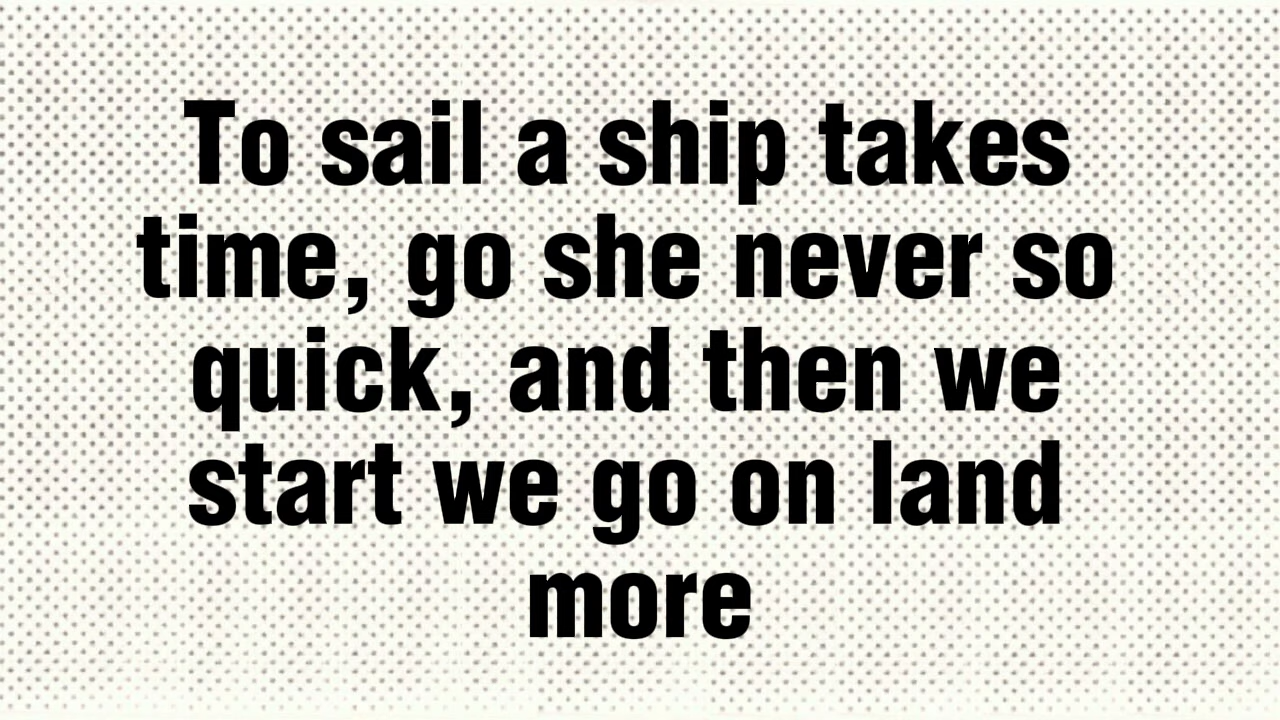 To sail a ship takes
time, go she never so
quick, and then we
start we go on land
more